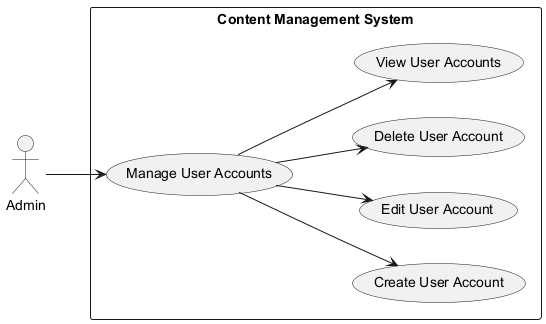 Content Management System
View User Accounts
Delete User Account
Manage User Accounts
Edit User Account
Admin
Create User Account